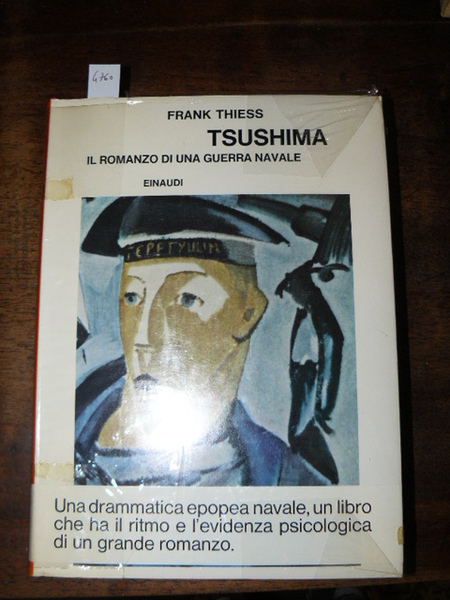 4760
FRANK THIESS
TSUSHIMA
IL ROMANZO DI UNA GUERRA NAVALE
EINAUDI
Una drammatica epopea navale, un libro
che ha il ritmo e l'evidenza psicologica
di un grande romanzo.